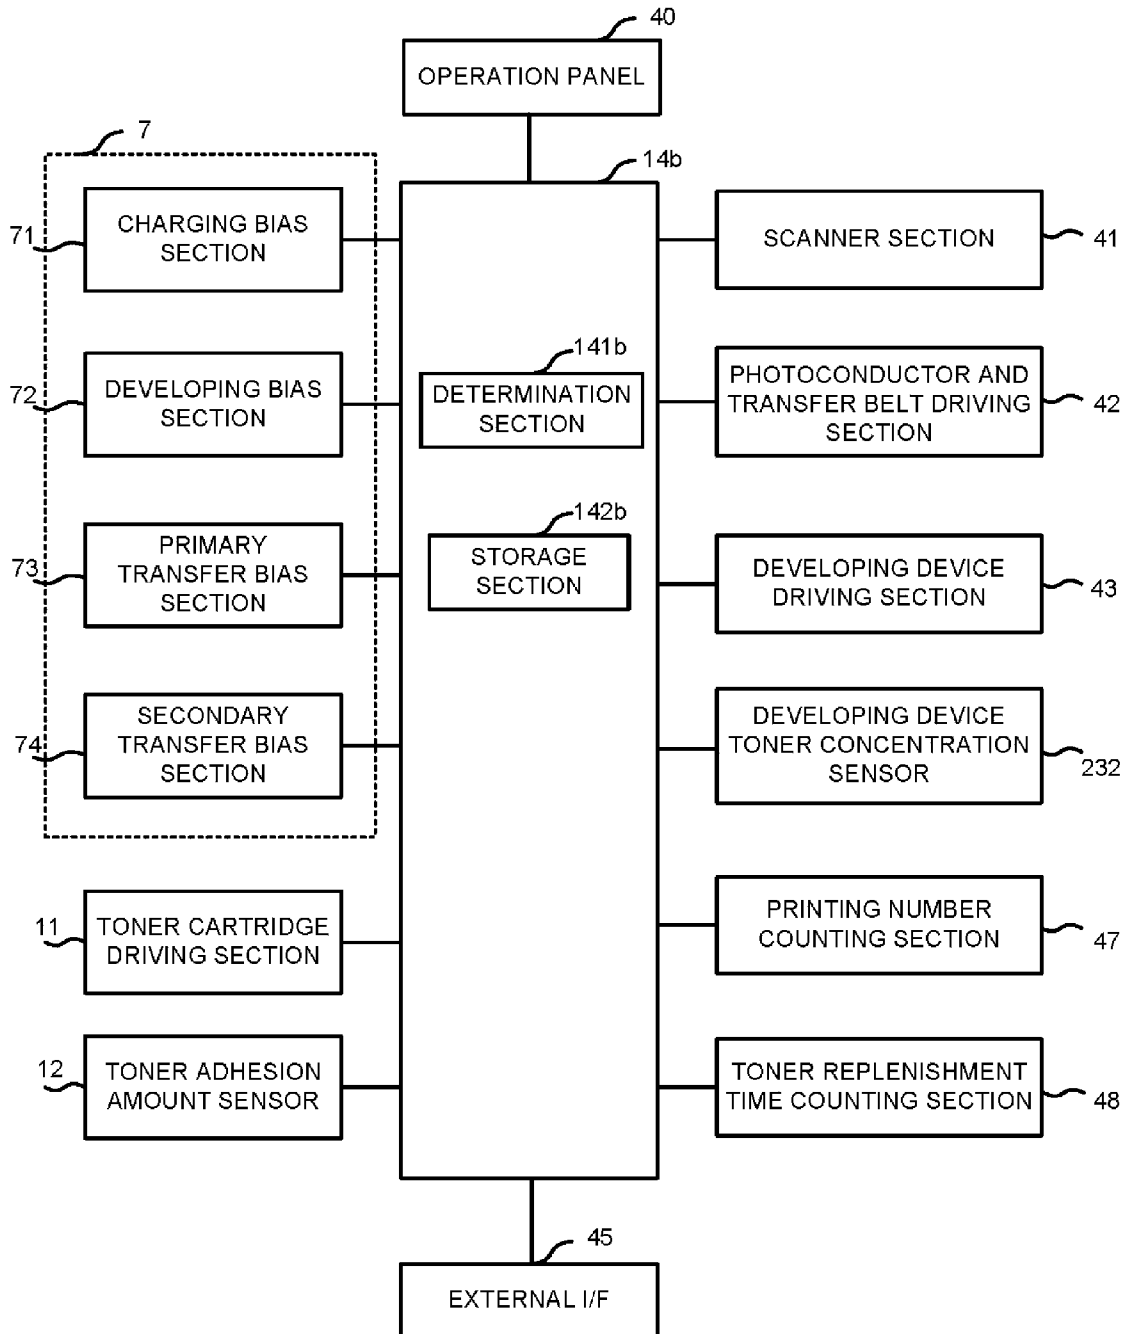 40
OPERATION PANEL
7
14b
71
CHARGING BIAS
SECTION
SCANNER SECTION
41
72
DEVELOPING BIAS
SECTION
141b
DETERMINATION
SECTION
PHOTOCONDUCTOR AND
TRANSFER BELT DRIVING
SECTION
42
73
PRIMARY
TRANSFER BIAS
SECTION
142b
STORAGE
SECTION
DEVELOPING DEVICE
DRIVING SECTION
43
74
SECONDARY
TRANSFER BIAS
SECTION
DEVELOPING DEVICE
TONER CONCENTRATION
SENSOR
232
11
TONER CARTRIDGE
DRIVING SECTION
PRINTING NUMBER
COUNTING SECTION
47
12
TONER ADHESION
AMOUNT SENSOR
TONER REPLENISHMENT
TIME COUNTING SECTION
48
45
EXTERNAL I/F